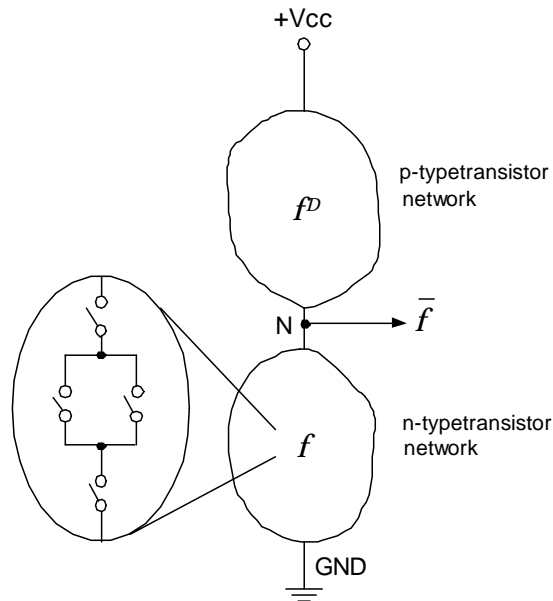 +Vcc
p-typetransistor
network
f^D
N
f̅
n-typetransistor
network
f
GND